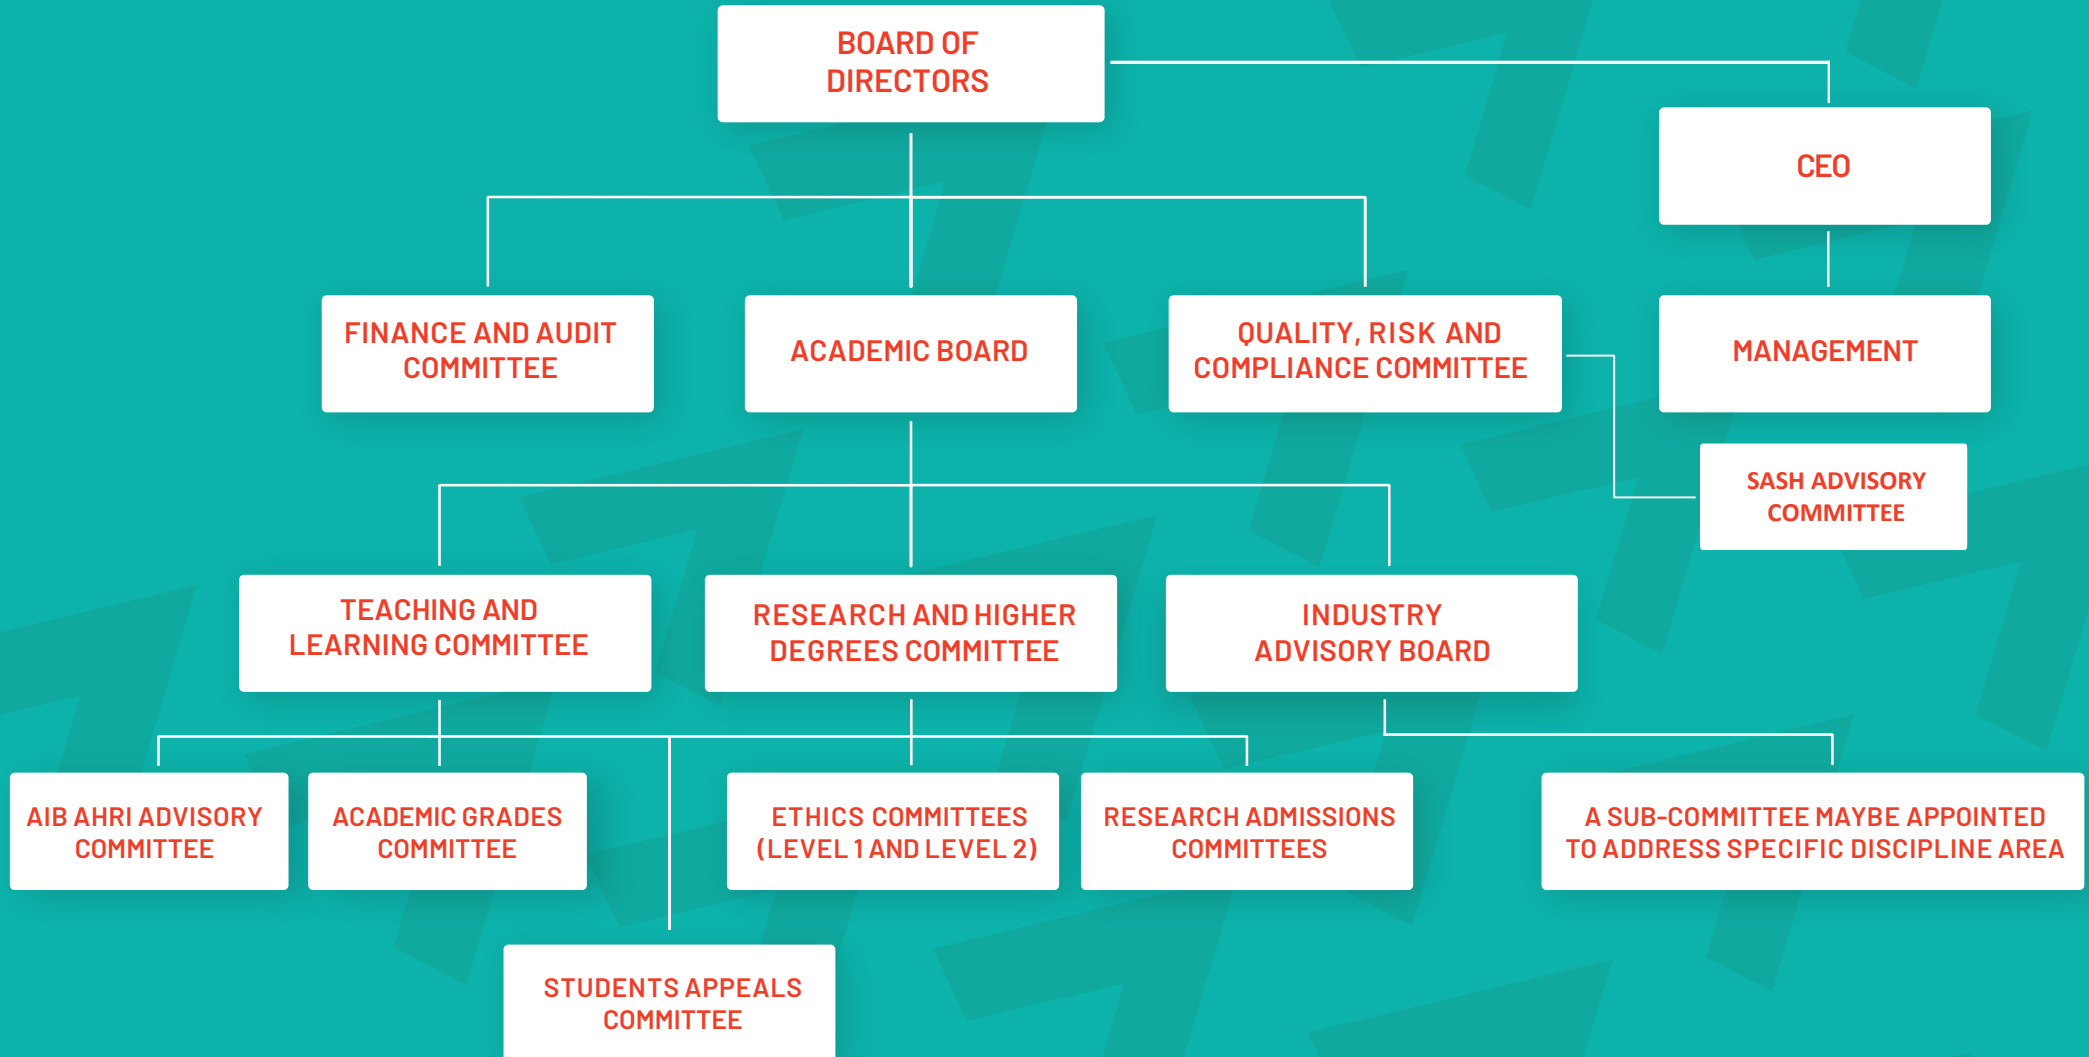 BOARD OF
DIRECTORS
CEO
FINANCE AND AUDIT
COMMITTEE
ACADEMIC BOARD
QUALITY, RISK AND
COMPLIANCE COMMITTEE
MANAGEMENT
SASH ADVISORY
COMMITTEE
TEACHING AND
LEARNING COMMITTEE
RESEARCH AND HIGHER
DEGREES COMMITTEE
INDUSTRY
ADVISORY BOARD
AIB AHRI ADVISORY
COMMITTEE
ACADEMIC GRADES
COMMITTEE
ETHICS COMMITTEES
(LEVEL 1 AND LEVEL 2)
RESEARCH ADMISSIONS
COMMITTEES
A SUB-COMMITTEE MAYBE APPOINTED
TO ADDRESS SPECIFIC DISCIPLINE AREA
STUDENTS APPEALS
COMMITTEE